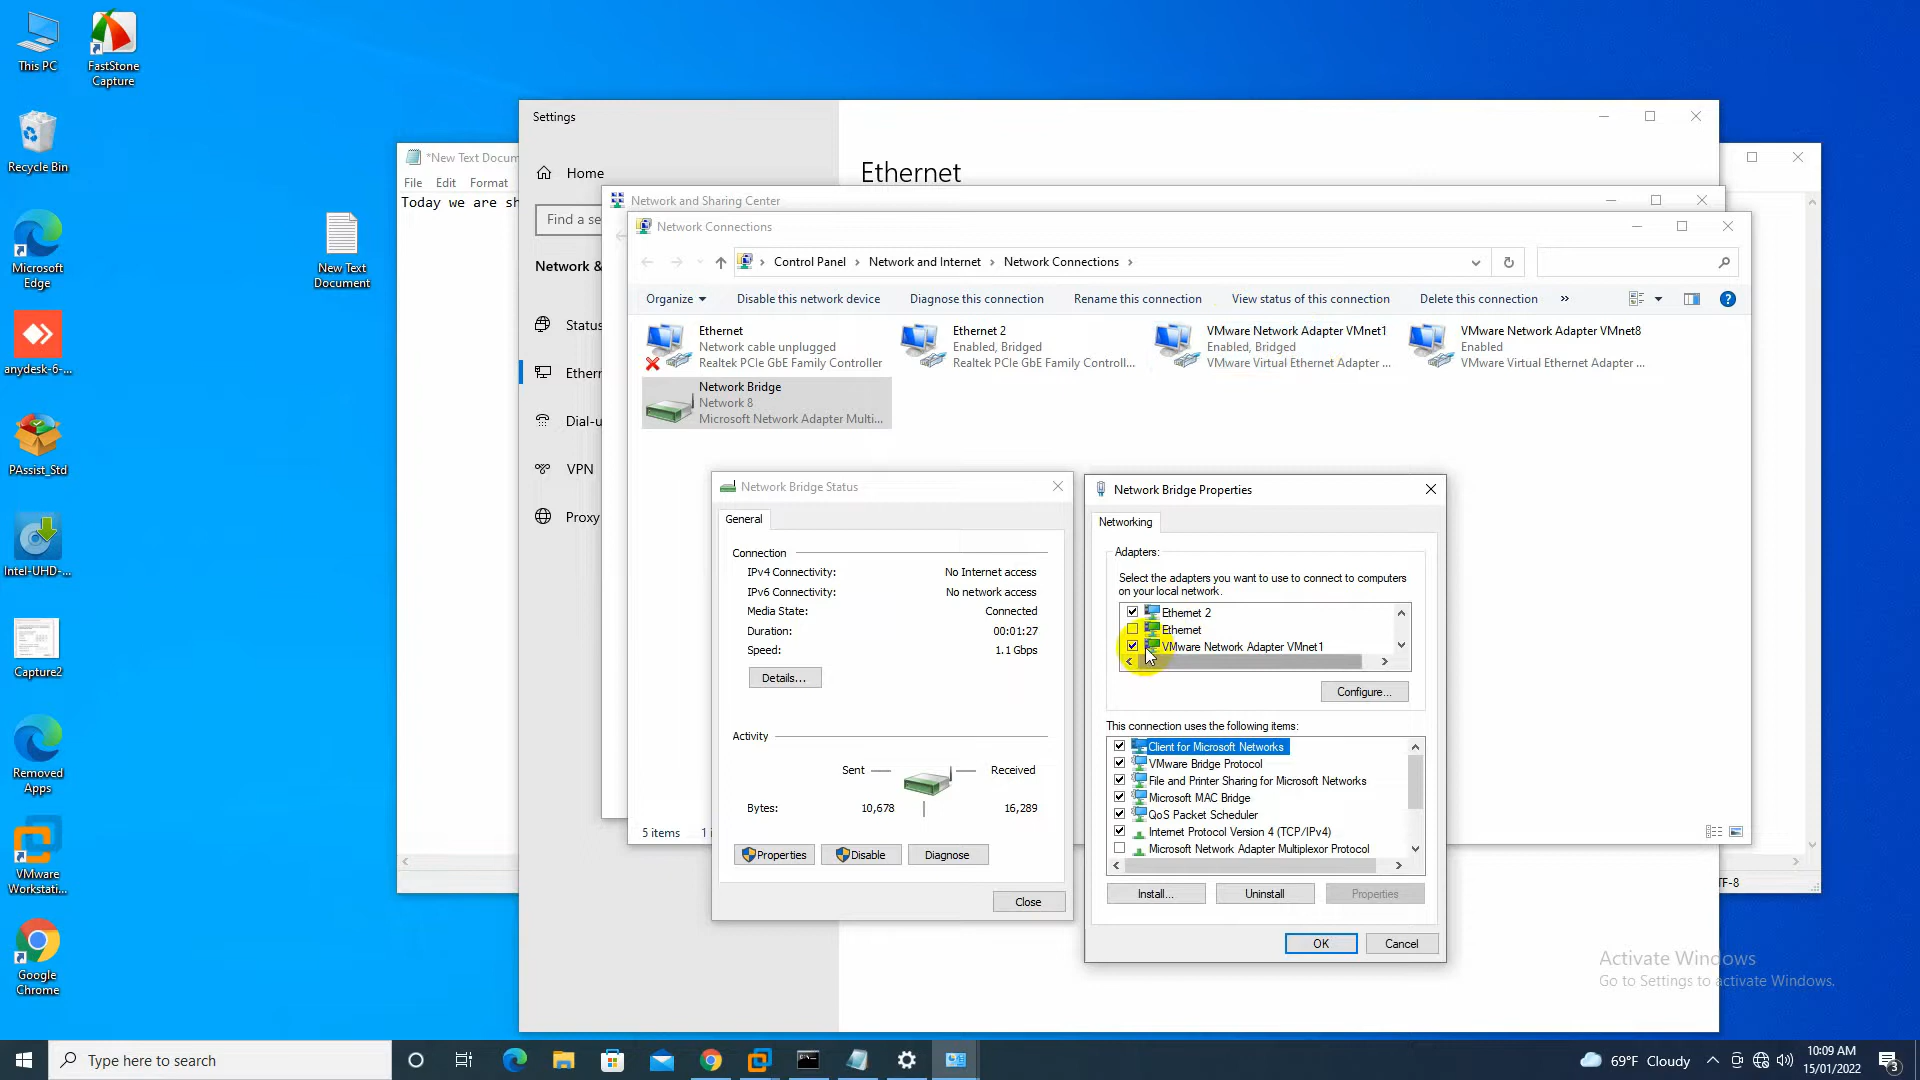 This PC
FastStone
Capture
Recycle Bin
Microsoft
Edge
New Text
Document
anydesk-6-...
PAssist_Std
Intel-UHD-...
Capture2
Removed
Apps
VMware
Workstati...
Google
Chrome
*New Text Docum
File Edit Format
Today we are sh
Settings
Home
Find a se
Network &
Status
Ethern
Dial-u
VPN
Proxy
Ethernet
Network and Sharing Center
Network Connections
Control Panel > Network and Internet > Network Connections >
Organize Disable this network device Diagnose this connection Rename this connection View status of this connection Delete this connection »
Ethernet
Network cable unplugged
Realtek PCIe GbE Family Controller
Ethernet 2
Enabled, Bridged
Realtek PCIe GbE Family Controll...
VMware Network Adapter VMnet1
Enabled, Bridged
VMware Virtual Ethernet Adapter ...
VMware Network Adapter VMnet8
Enabled
VMware Virtual Ethernet Adapter ...
Network Bridge
Network 8
Microsoft Network Adapter Multi...
5 items
Network Bridge Status
General
Connection
IPv4 Connectivity: No Internet access
IPv6 Connectivity: No network access
Media State: Connected
Duration: 00:01:27
Speed: 1.1 Gbps
Details...
Activity
Sent Received
Bytes: 10,678 16,289
Properties Disable Diagnose
Close
Network Bridge Properties
Networking
Adapters:
Select the adapters you want to use to connect to computers
on your local network.
Ethernet 2
Ethernet
VMware Network Adapter VMnet1
Configure...
This connection uses the following items:
Client for Microsoft Networks
VMware Bridge Protocol
File and Printer Sharing for Microsoft Networks
Microsoft MAC Bridge
QoS Packet Scheduler
Internet Protocol Version 4 (TCP/IPv4)
Microsoft Network Adapter Multiplexor Protocol
Install... Uninstall Properties
OK Cancel
TF-8
Activate Windows
Go to Settings to activate Windows.
Type here to search
69°F Cloudy
10:09 AM
15/01/2022
3